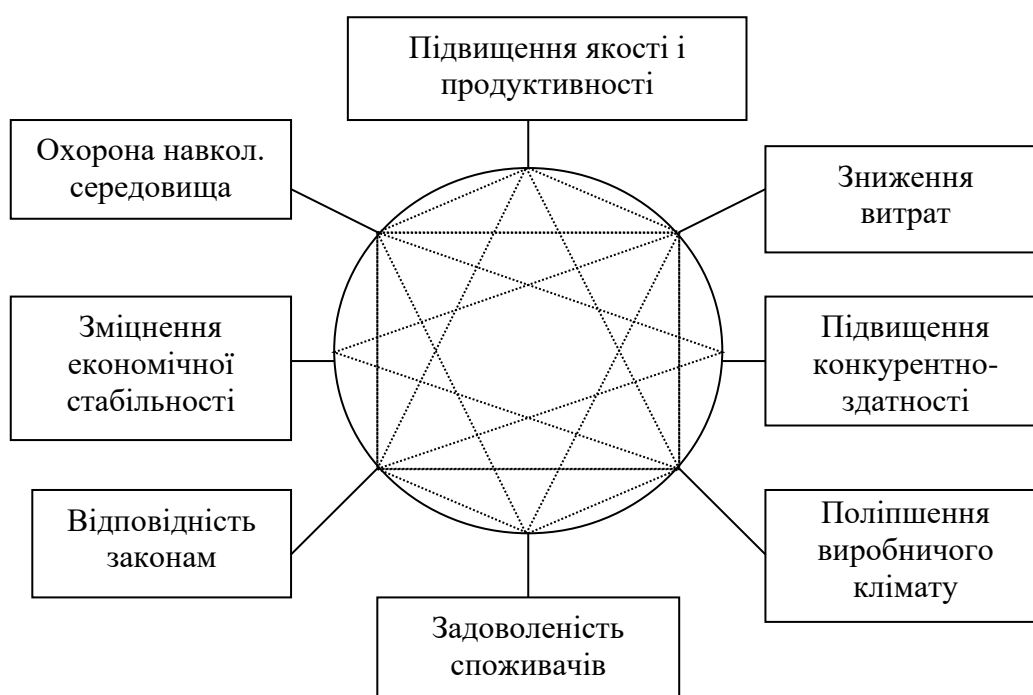 Підвищення якості і
продуктивності
Охорона навкол.
середовища
Зниження
витрат
Зміцнення
економічної
стабільності
Підвищення
конкурентно-
здатності
Відповідність
законам
Поліпшення
виробничого
клімату
Задоволеність
споживачів